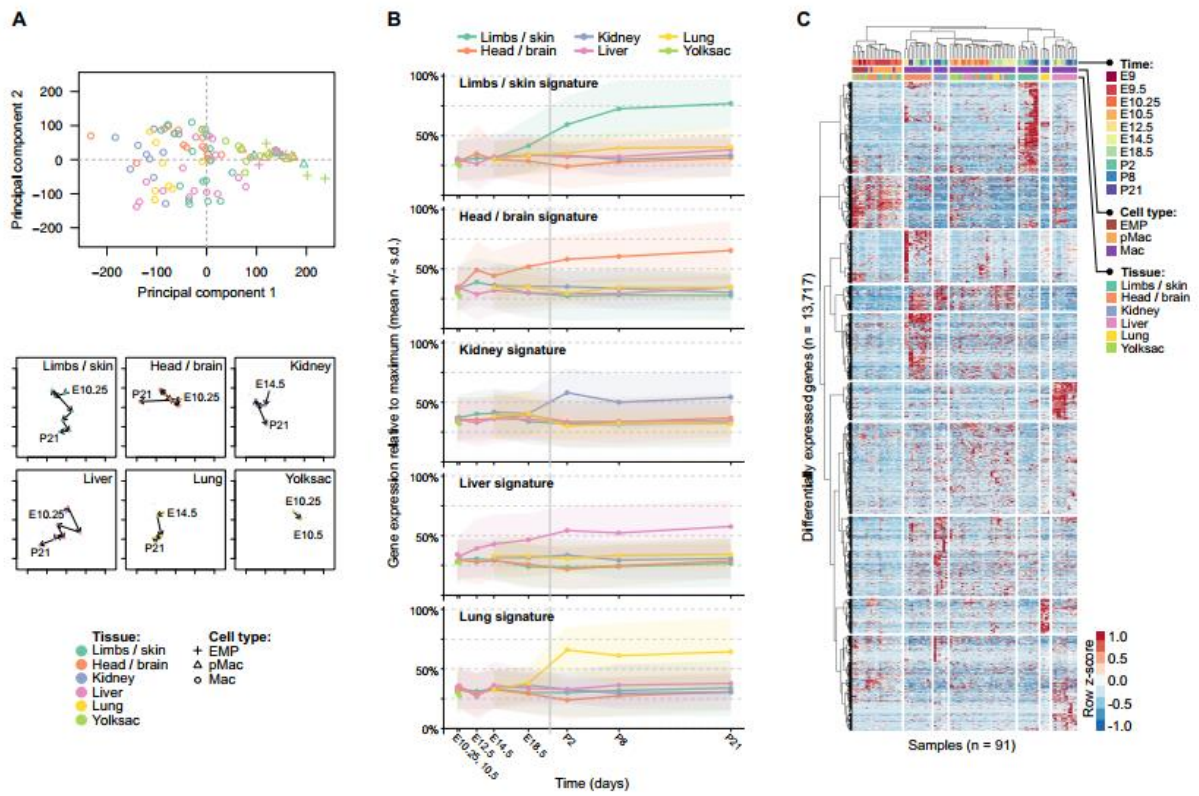 A
Principal component 2
200
100
0
−100
−200
−200 −100 0 100 200
Principal component 1
Limbs / skin
E10.25
P21
Head / brain
P21
E10.25
Kidney
E14.5
P21
Liver
E10.25
P21
Lung
E14.5
P21
Yolksac
E10.25
E10.5
Tissue:
Limbs / skin
Head / brain
Kidney
Liver
Lung
Yolksac
Cell type:
EMP
pMac
Mac
B
Limbs / skin Kidney Lung
Head / brain Liver Yolksac
Gene expression relative to maximum (mean +/- s.d.)
100%
Limbs / skin signature
50%
100%
Head / brain signature
50%
100%
Kidney signature
50%
100%
Liver signature
50%
100%
Lung signature
50%
0%
E10.25, 10.5
E12.5
E14.5
E18.5
P2
P8
P21
Time (days)
C
Differentially expressed genes (n = 13,717)
Samples (n = 91)
Time:
E9
E9.5
E10.25
E10.5
E12.5
E14.5
E18.5
P2
P8
P21
Cell type:
EMP
pMac
Mac
Tissue:
Limbs / skin
Head / brain
Kidney
Liver
Lung
Yolksac
Row z-score
1.0
0.5
0.0
-0.5
-1.0